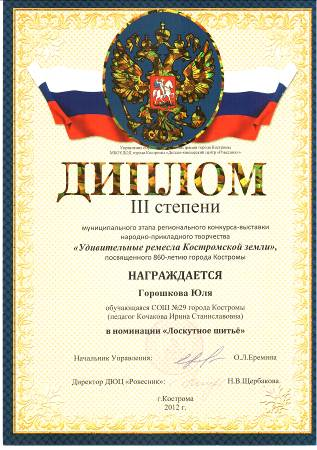 города Костромы
МБОУ ДОД города Костромы «Детско-юношеский центр «Ровесник»
ДИПЛОМ
III степени
муниципального этапа регионального конкурса-выставки
народно-прикладного творчества
«Удивительные ремесла Костромской земли»,
посвященного 860-летию города Костромы
НАГРАЖДАЕТСЯ
Горошкова Юля
обучающаяся СОШ №29 города Костромы
(педагог Кочакова Ирина Станиславовна)
в номинации «Лоскутное шитьё»
Начальник Управления: О.Л.Еремина
Директор ДЮЦ «Ровесник»: Н.В.Щербакова
г.Кострома
2012 г.